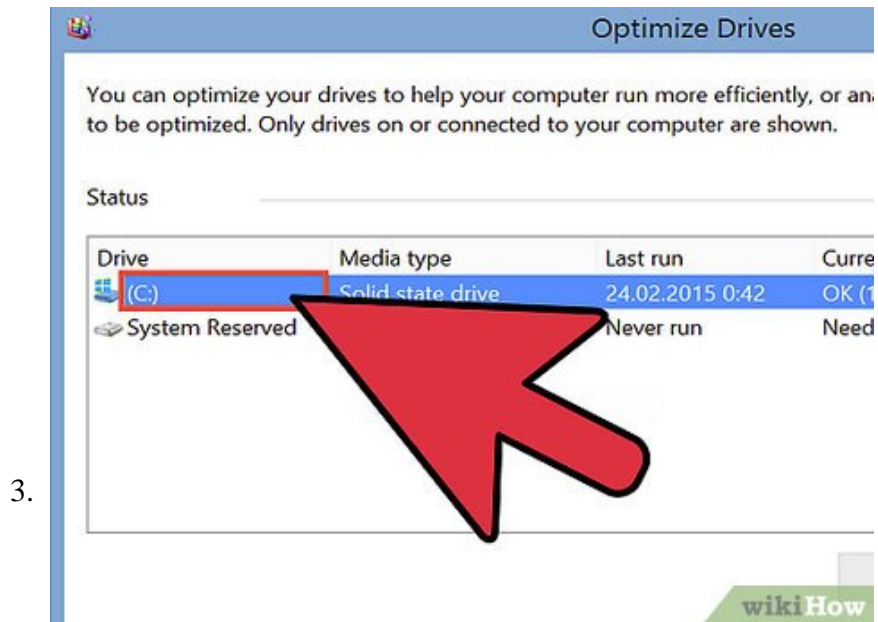 Optimize Drives
You can optimize your drives to help your computer run more efficiently, or ana
to be optimized. Only drives on or connected to your computer are shown.
Status
Drive Media type Last run Curre
(C:) Solid state drive 24.02.2015 0:42 OK (1
System Reserved Never run Need
3.
wikiHow